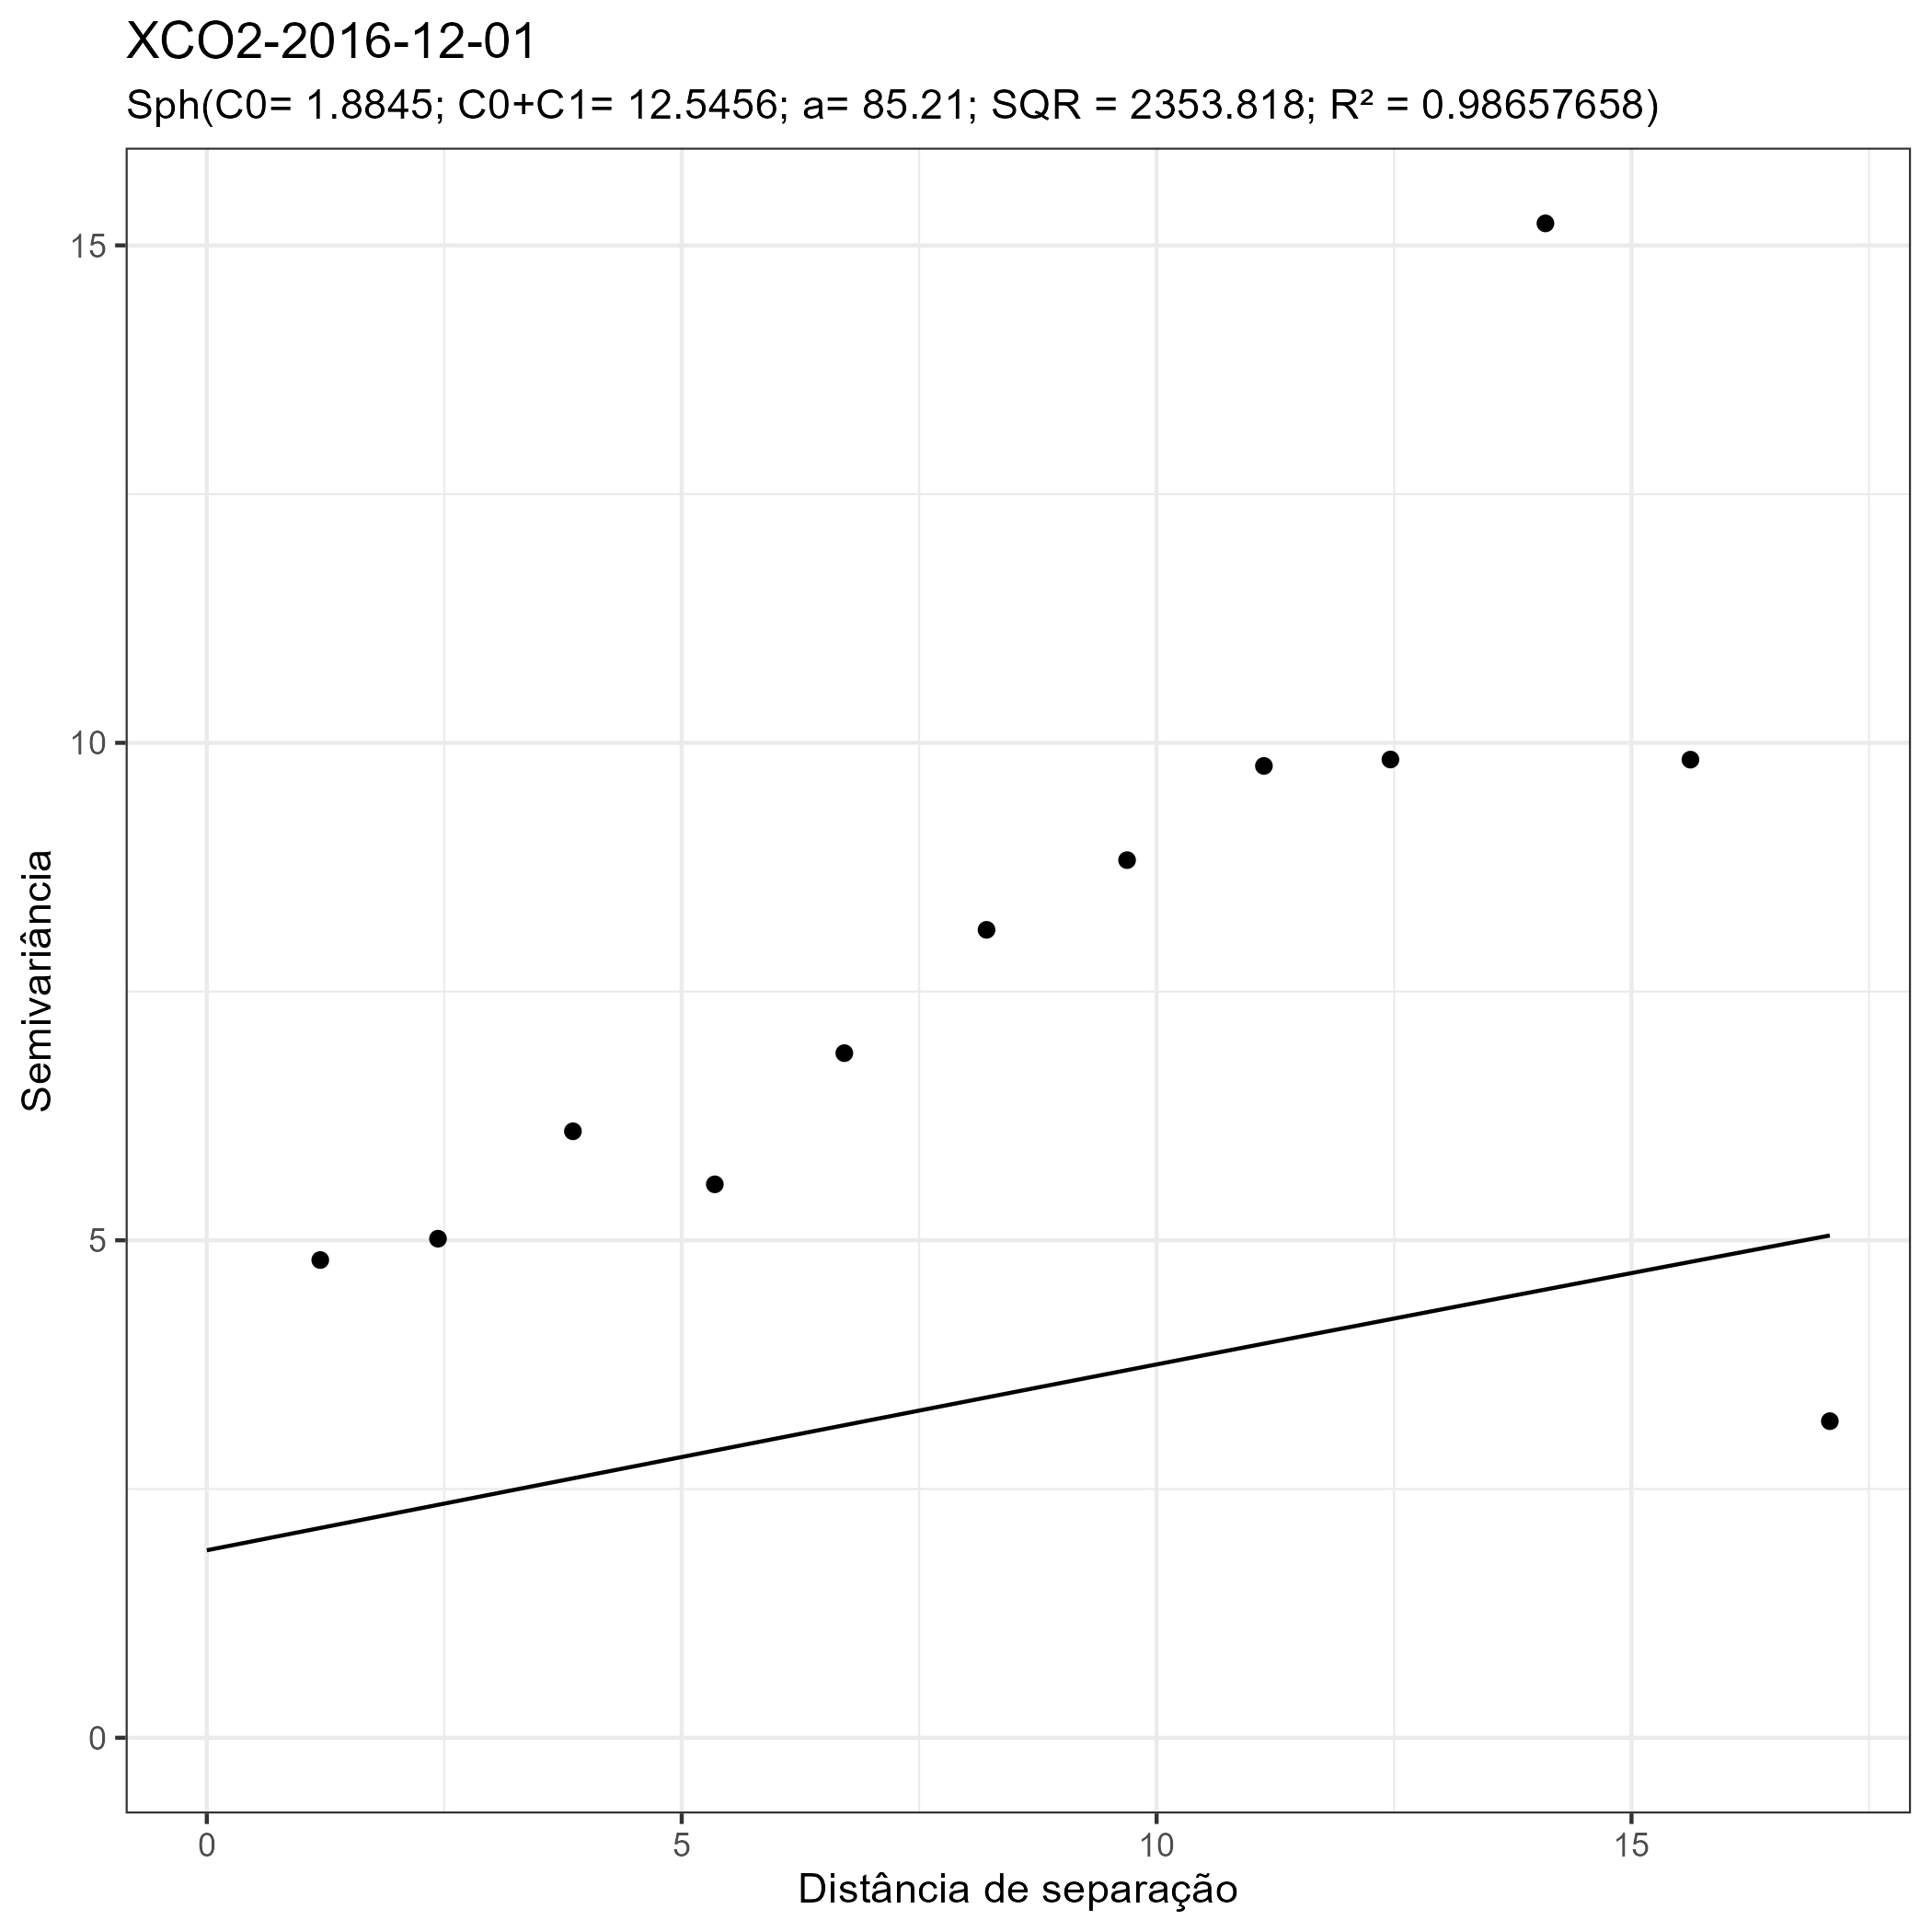 XCO2-2016-12-01
Sph(C0= 1.8845; C0+C1= 12.5456; a= 85.21; SQR = 2353.818; R² = 0.98657658)
15
10
5
0
Semivariância
0 5 10 15
Distância de separação